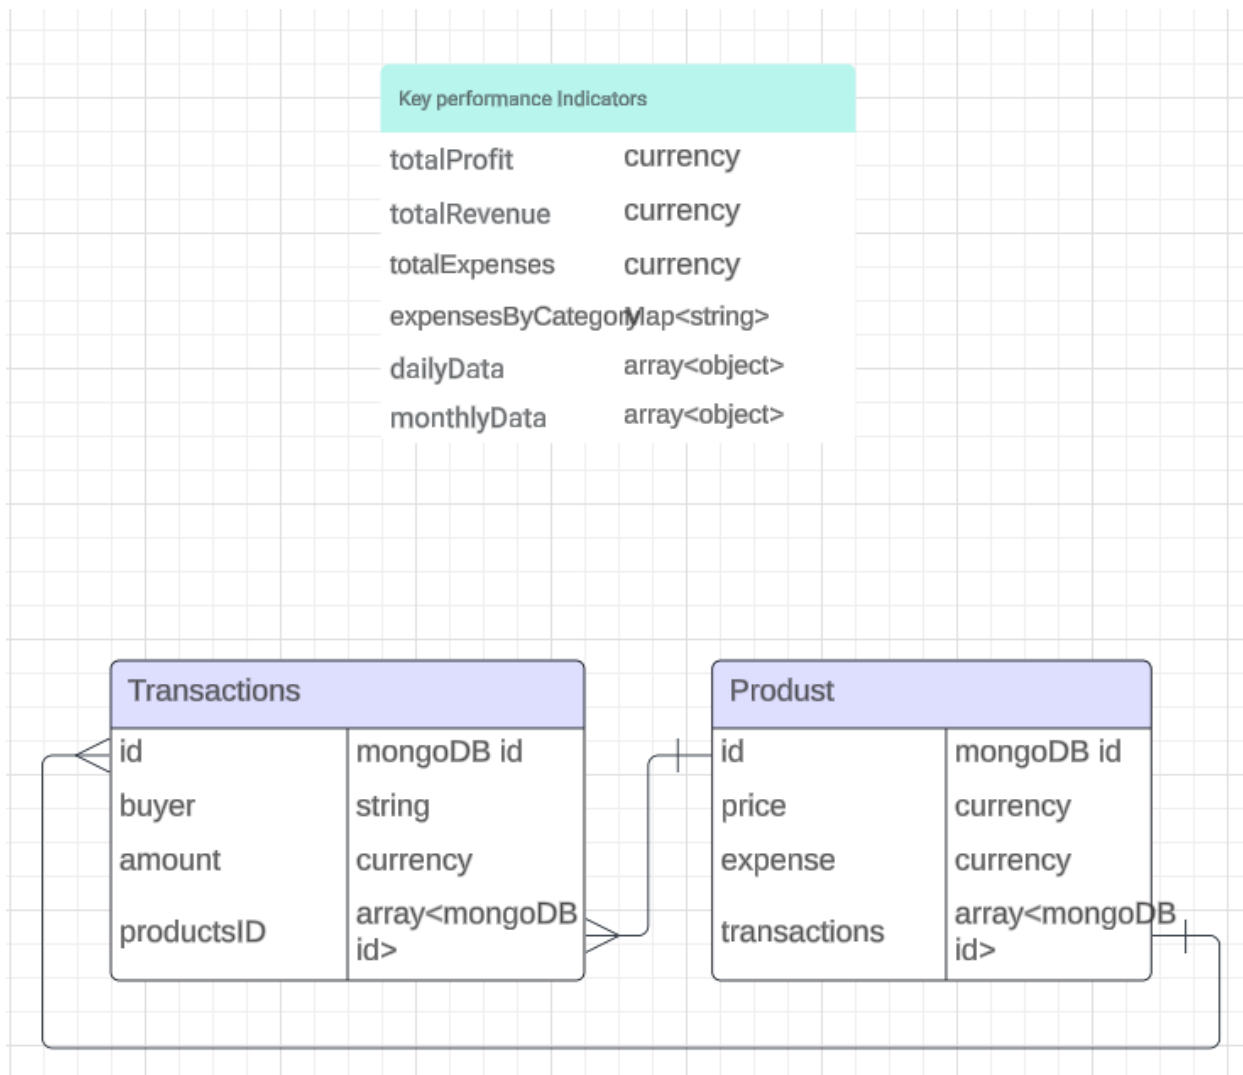 Key performance Indicators
totalProfit currency
totalRevenue currency
totalExpenses currency
expensesByCategory Map<string>
dailyData array<object>
monthlyData array<object>
Transactions
id mongoDB id
buyer string
amount currency
productsID array<mongoDB
id>
Produst
id mongoDB id
price currency
expense currency
transactions array<mongoDB
id>